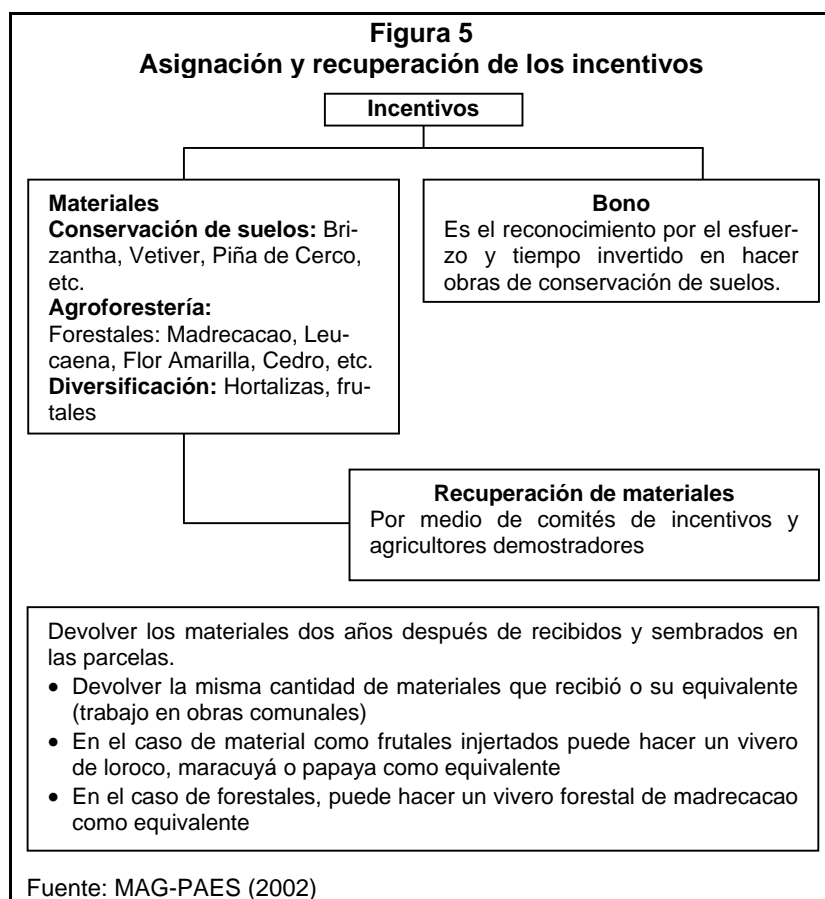 Figura 5
Asignación y recuperación de los incentivos
Incentivos
Materiales
Conservación de suelos: Bri-
zantha, Vetiver, Piña de Cerco,
etc.
Agroforestería:
Forestales: Madrecacao, Leu-
caena, Flor Amarilla, Cedro, etc.
Diversificación: Hortalizas, fru-
tales
Bono
Es el reconocimiento por el esfuer-
zo y tiempo invertido en hacer
obras de conservación de suelos.
Recuperación de materiales
Por medio de comités de incentivos y
agricultores demostradores
Devolver los materiales dos años después de recibidos y sembrados en
las parcelas.
• Devolver la misma cantidad de materiales que recibió o su equivalente
(trabajo en obras comunales)
• En el caso de material como frutales injertados puede hacer un vivero
de loroco, maracuyá o papaya como equivalente
• En el caso de forestales, puede hacer un vivero forestal de madrecacao
como equivalente
Fuente: MAG-PAES (2002)